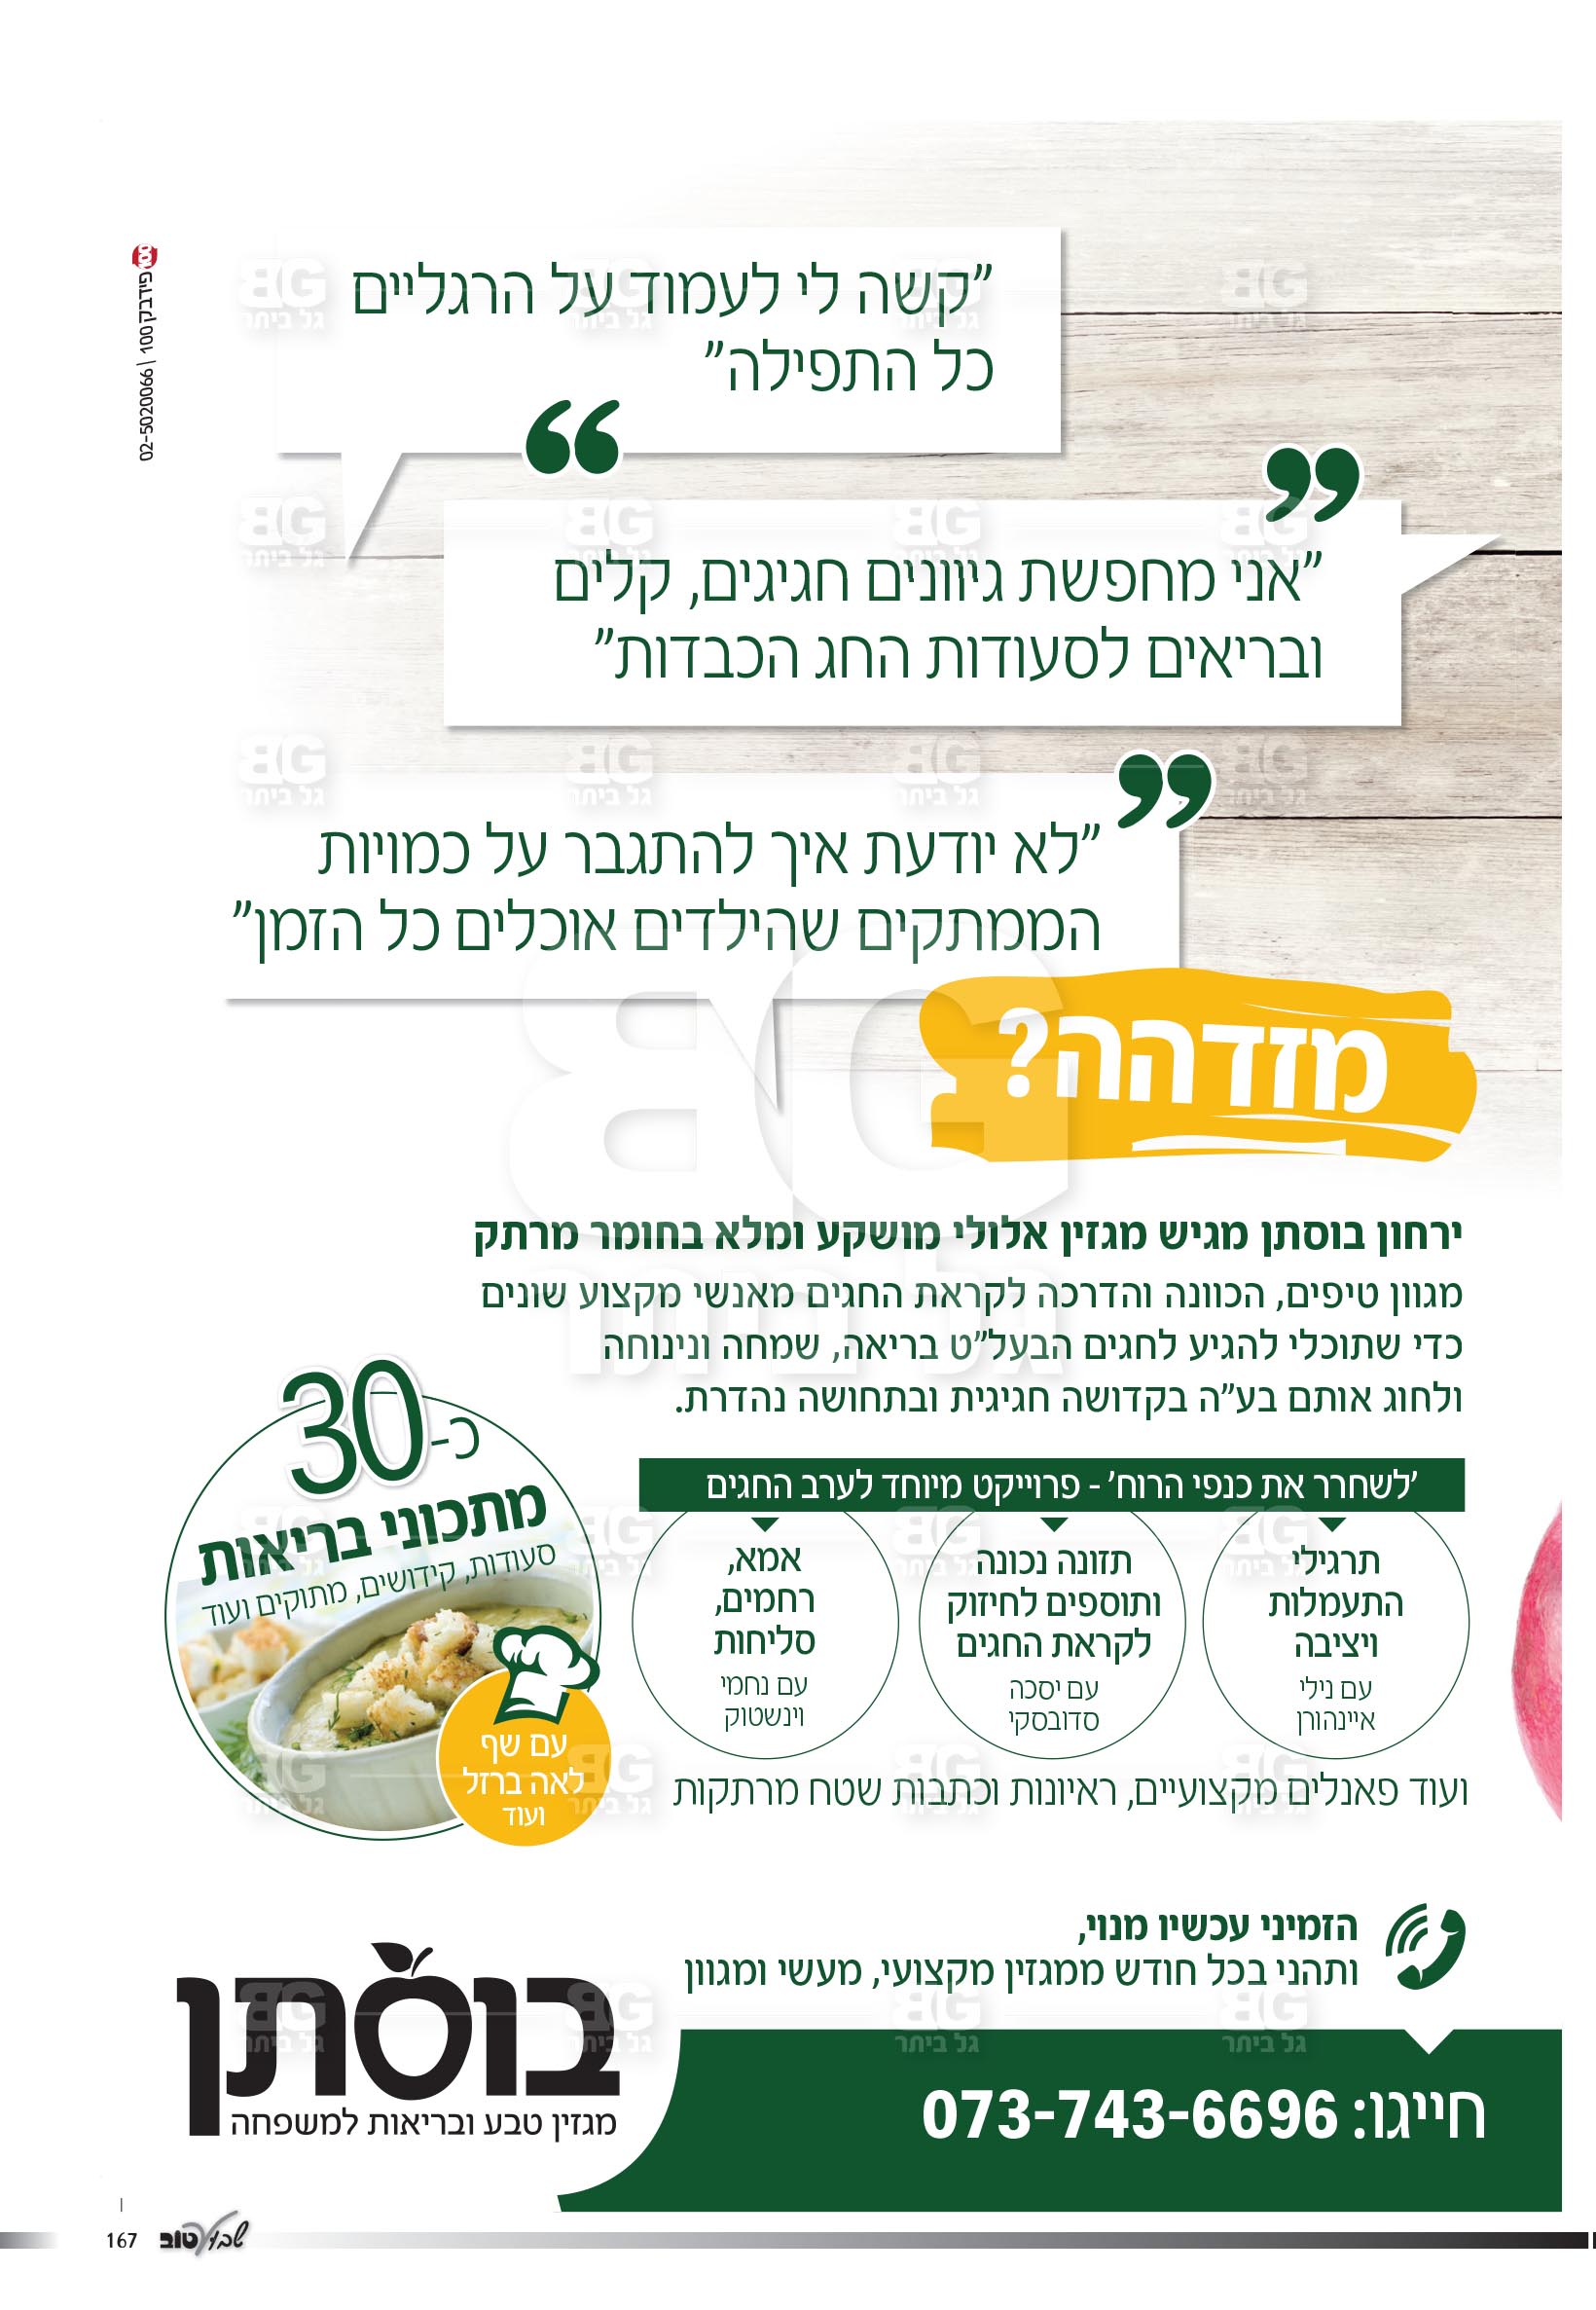 "קשה לי לעמוד על הרגליים
כל התפילה"
"אני מחפשת גיוונים חגיגים, קלים
ובריאים לסעודות החג הכבדות"
"לא יודעת איך להתגבר על כמויות
הממתקים שהילדים אוכלים כל הזמן"
מזדהה?
ירחון בוסתן מגיש מגזין אלולי מושקע ומלא בחומר מרתק
מגוון טיפים, הכוונה והדרכה לקראת החגים מאנשי מקצוע שונים
כדי שתוכלי להגיע לחגים הבעל"ט בריאה, שמחה ונינוחה
ולחוג אותם בע"ה בקדושה חגיגית ובתחושה נהדרת.
'לשחרר את כנפי הרוח' - פרוייקט מיוחד לערב החגים
תרגילי
התעמלות
ויציבה
עם נילי
איינהורן
תזונה נכונה
ותוספים לחיזוק
לקראת החגים
עם יסכה
סדובסקי
אמא,
רחמים,
סליחות
עם נחמי
וינשטוק
ועוד פאנלים מקצועיים, ראיונות וכתבות שטח מרתקות
כ-30
מתכוני בריאות
סעודות, קידושים, מתוקים ועוד
עם שף
לאה ברזל
ועוד
הזמיני עכשיו מנוי,
ותהני בכל חודש ממגזין מקצועי, מעשי ומגוון
חייגו: 073-743-6696
בוסתן
מגזין טבע ובריאות למשפחה
פידבק 100 | 02-5020066
167
שבוע טוב
BG
גל ביתר